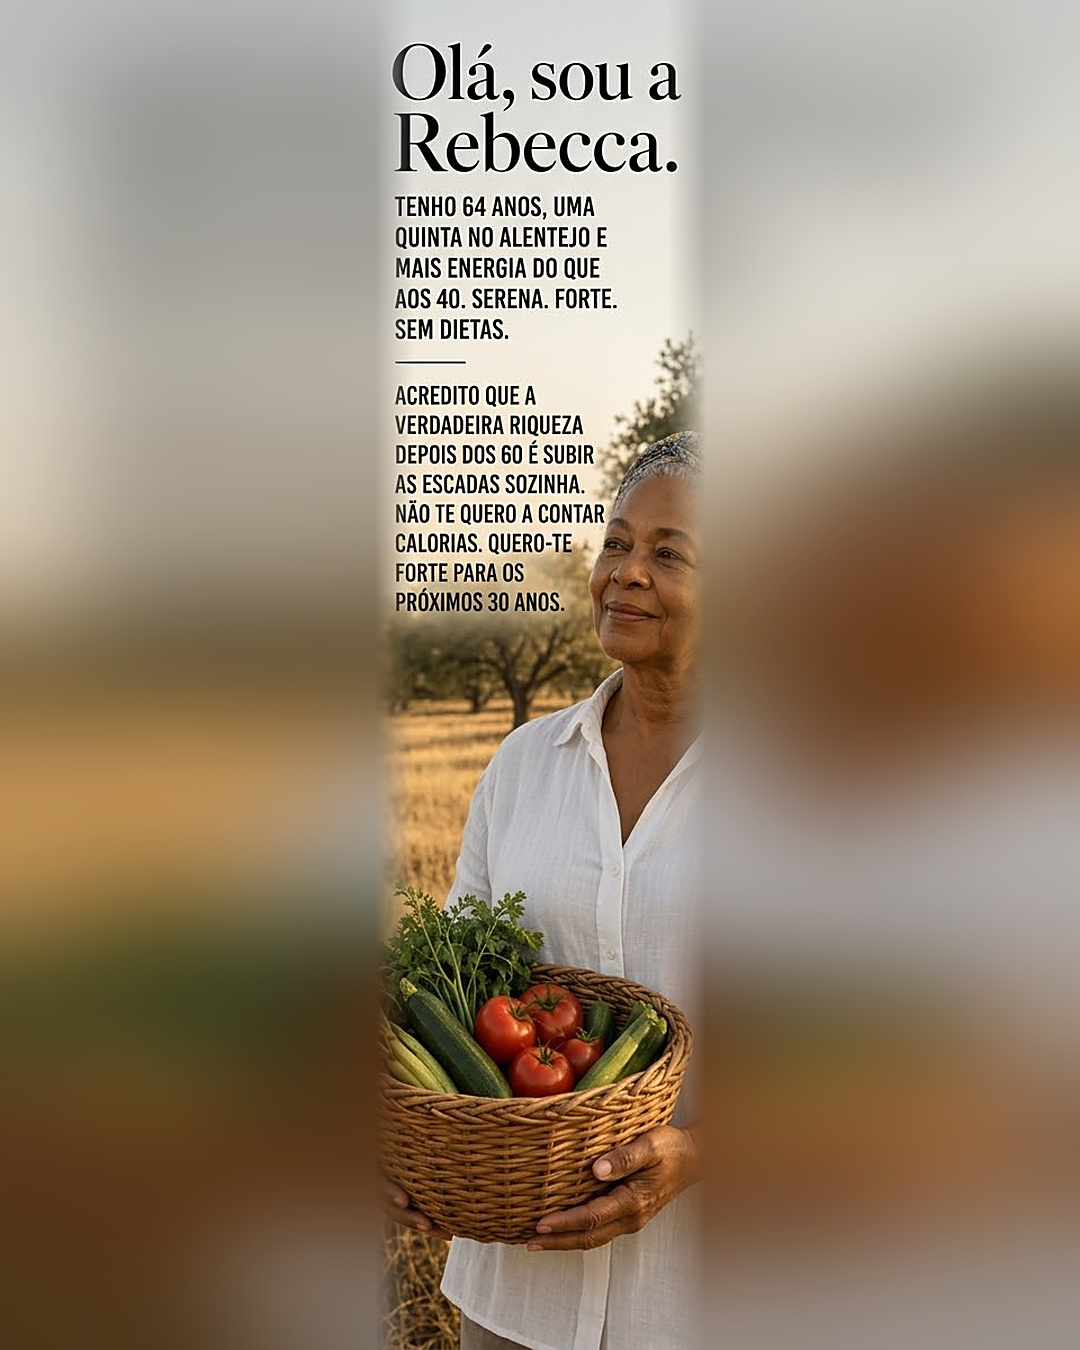 Olá, sou a
Rebecca.
TENHO 64 ANOS, UMA
QUINTA NO ALENTEJO E
MAIS ENERGIA DO QUE
AOS 40. SERENA. FORTE.
SEM DIETAS.
ACREDITO QUE A
VERDADEIRA RIQUEZA
DEPOIS DOS 60 É SUBIR
AS ESCADAS SOZINHA.
NÃO TE QUERO A CONTAR
CALORIAS. QUERO-TE
FORTE PARA OS
PRÓXIMOS 30 ANOS.